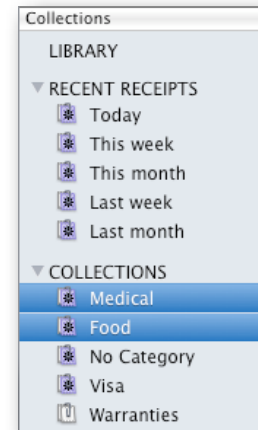 Collections
LIBRARY
RECENT RECEIPTS
Today
This week
This month
Last week
Last month
COLLECTIONS
Medical
Food
No Category
Visa
Warranties